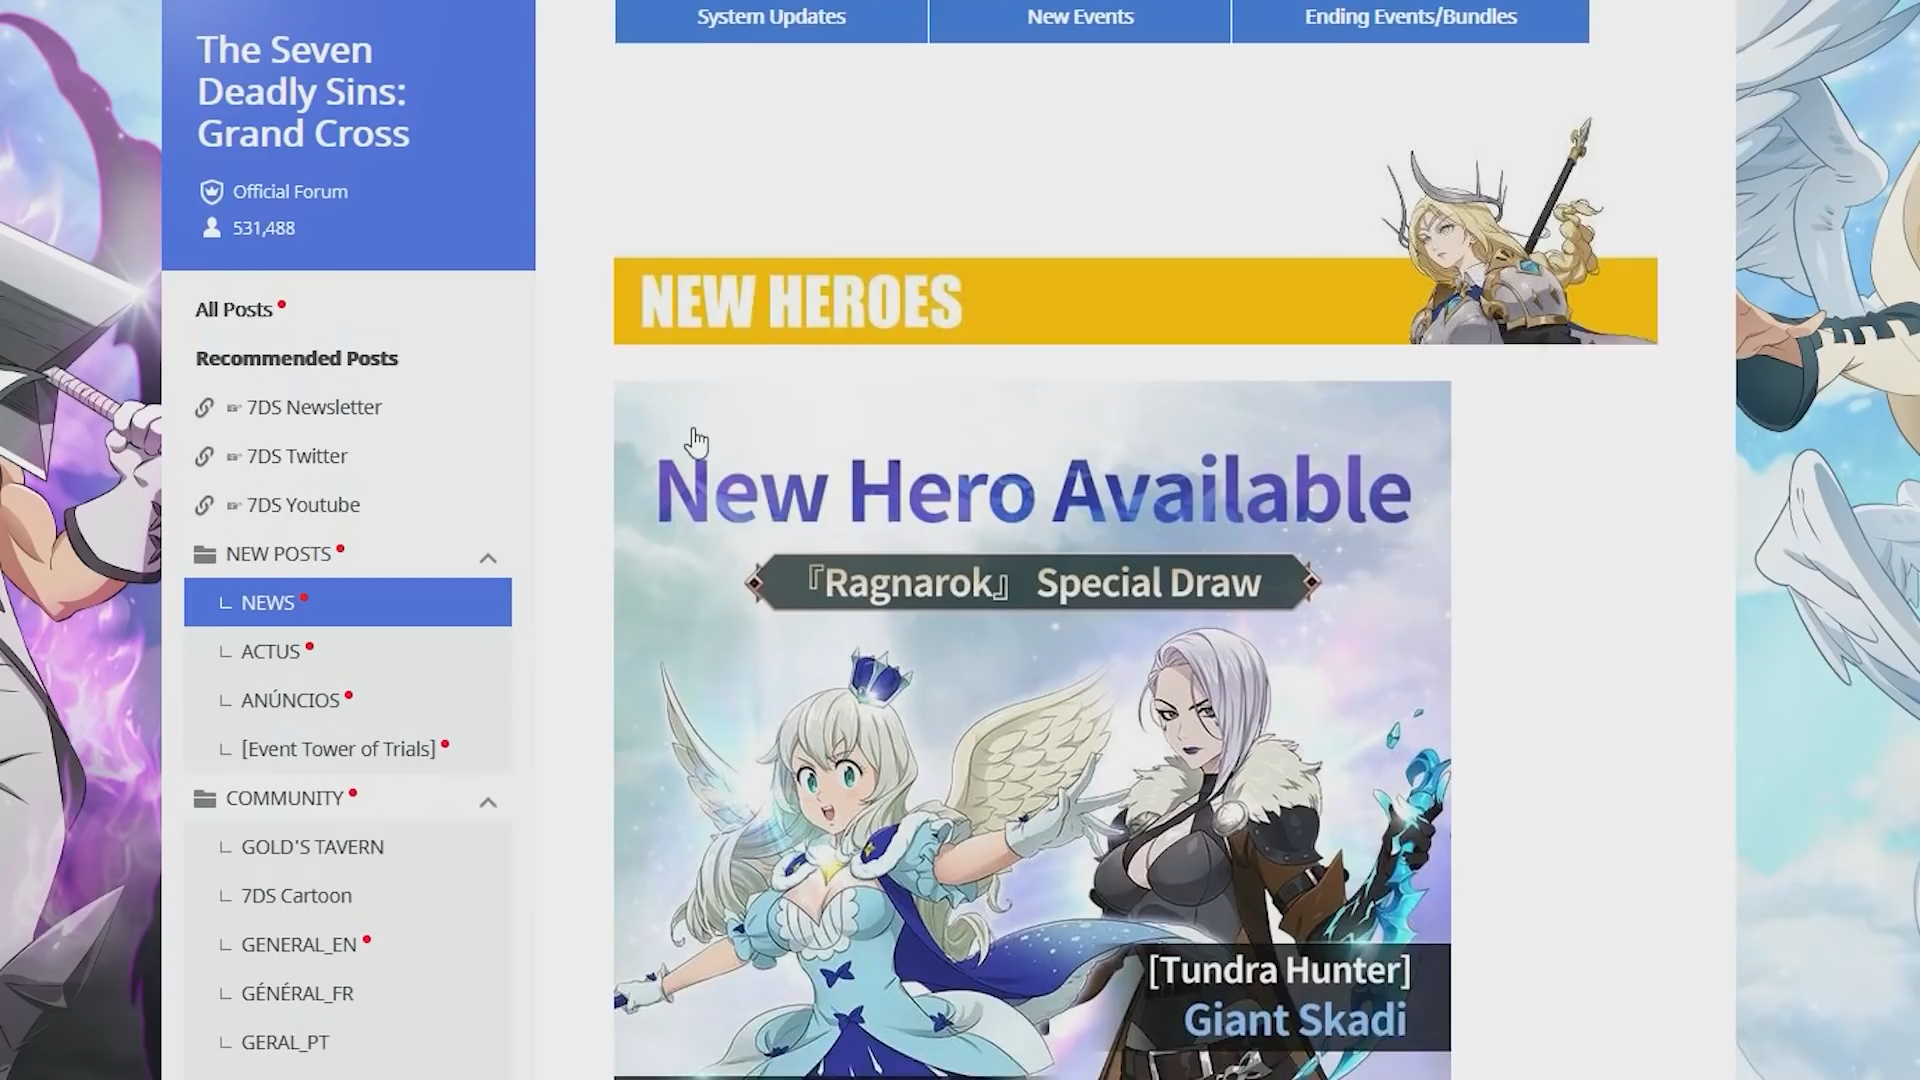 The Seven
Deadly Sins:
Grand Cross
Official Forum
531,488
All Posts
Recommended Posts
☞ 7DS Newsletter
☞ 7DS Twitter
☞ 7DS Youtube
NEW POSTS
NEWS
ACTUS
ANÚNCIOS
[Event Tower of Trials]
COMMUNITY
GOLD'S TAVERN
7DS Cartoon
GENERAL_EN
GÉNÉRAL_FR
GERAL_PT
System Updates
New Events
Ending Events/Bundles
NEW HEROES
New Hero Available
『Ragnarok』 Special Draw
[Tundra Hunter]
Giant Skadi